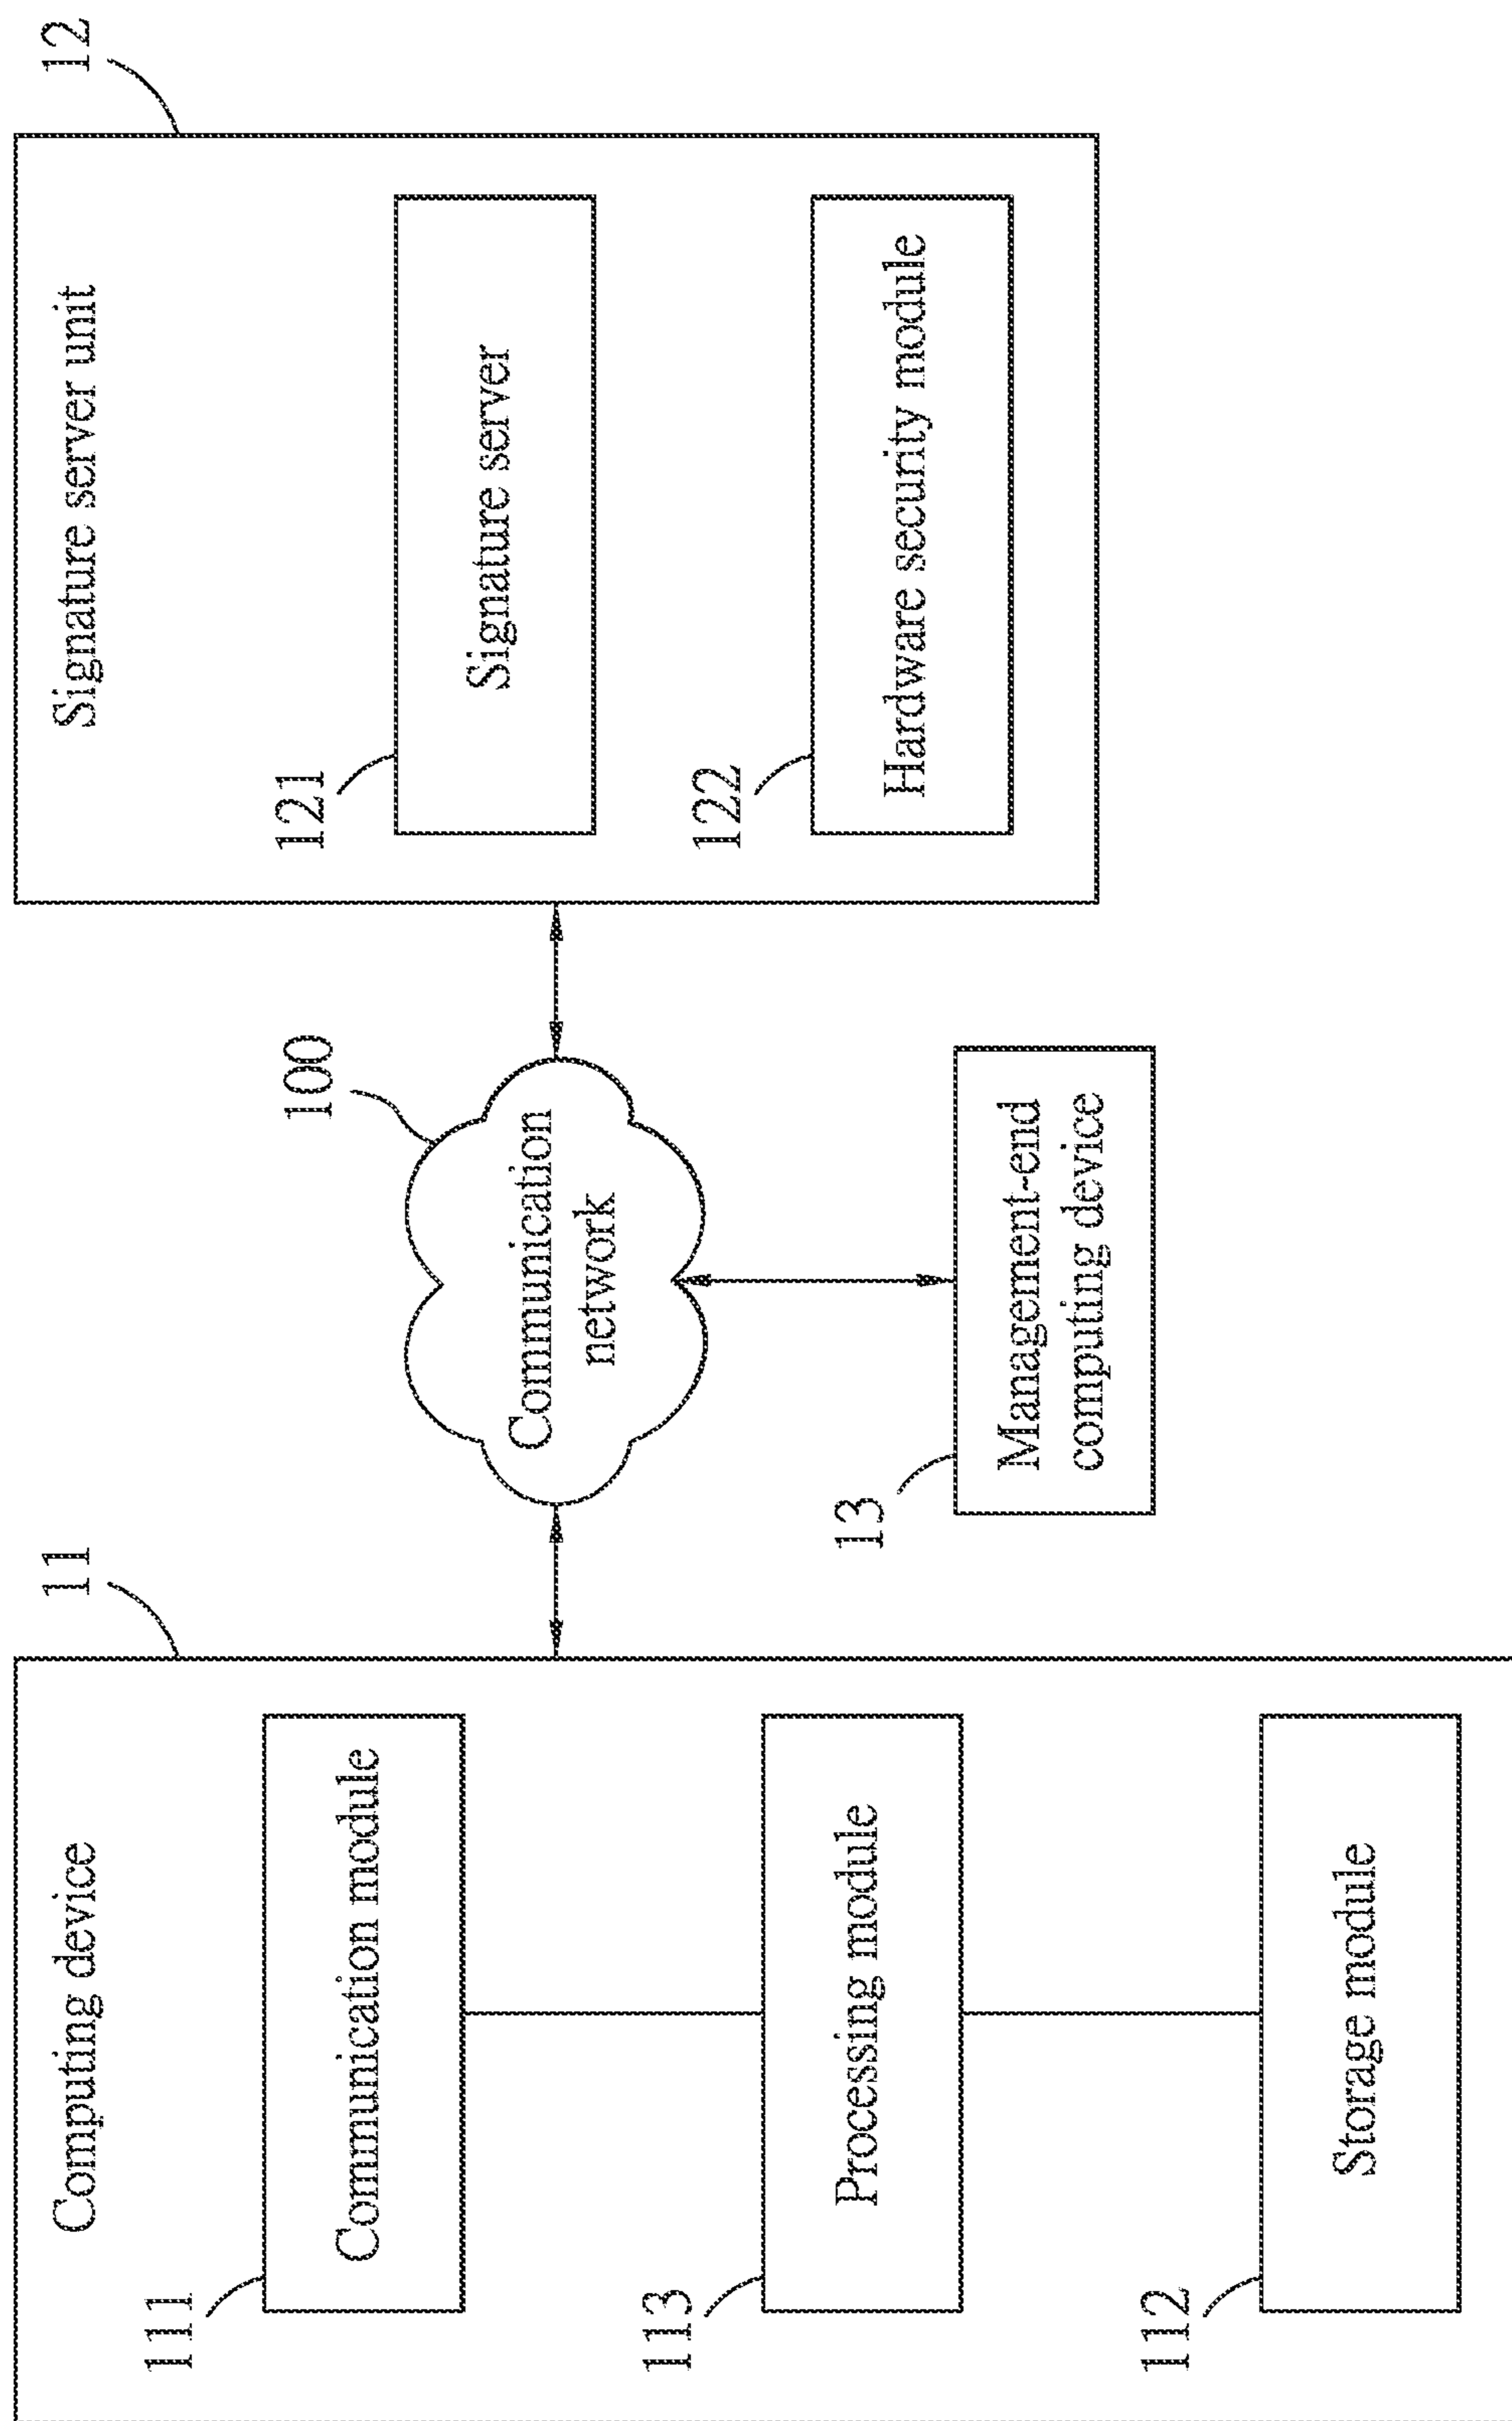 11
Computing device
111
Communication module
113
Processing module
112
Storage module
100
Communication
network
13
Management-end
computing device
12
Signature server unit
121
Signature server
122
Hardware security module